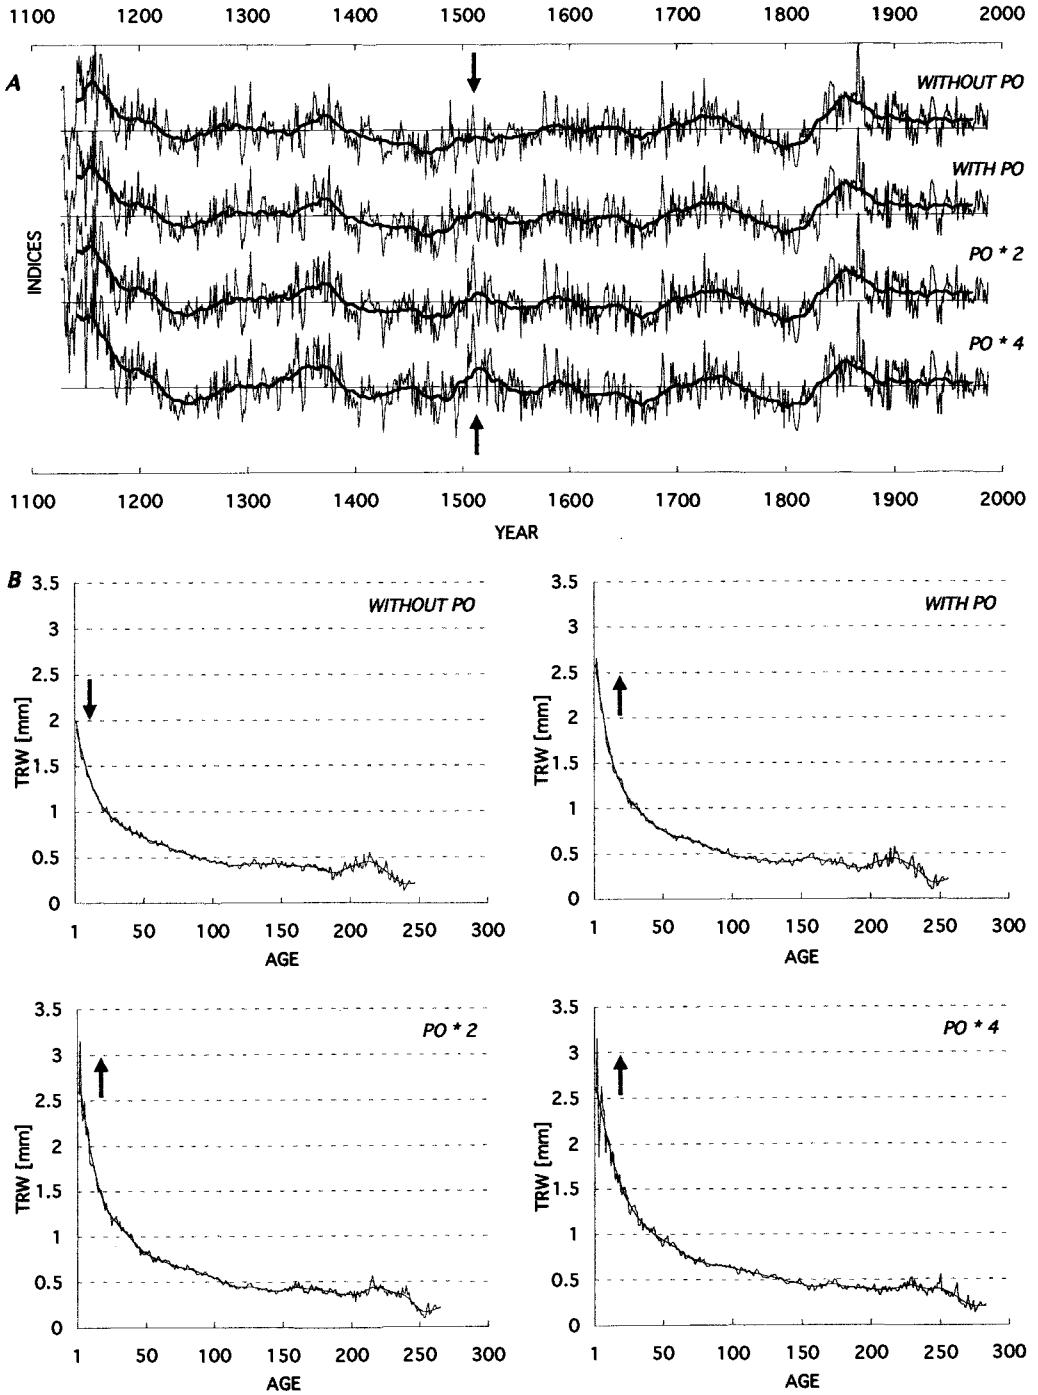 1100 1200 1300 1400 1500 1600 1700 1800 1900 2000
A
WITHOUT PO
WITH PO
PO * 2
PO * 4
INDICES
1100 1200 1300 1400 1500 1600 1700 1800 1900 2000
YEAR
B
WITHOUT PO
3.5
3
2.5
2
1.5
1
0.5
0
TRW [mm]
1 50 100 150 200 250 300
AGE
WITH PO
3.5
3
2.5
2
1.5
1
0.5
0
TRW [mm]
1 50 100 150 200 250 300
AGE
PO * 2
3.5
3
2.5
2
1.5
1
0.5
0
TRW [mm]
1 50 100 150 200 250 300
AGE
PO * 4
3.5
3
2.5
2
1.5
1
0.5
0
TRW [mm]
1 50 100 150 200 250 300
AGE